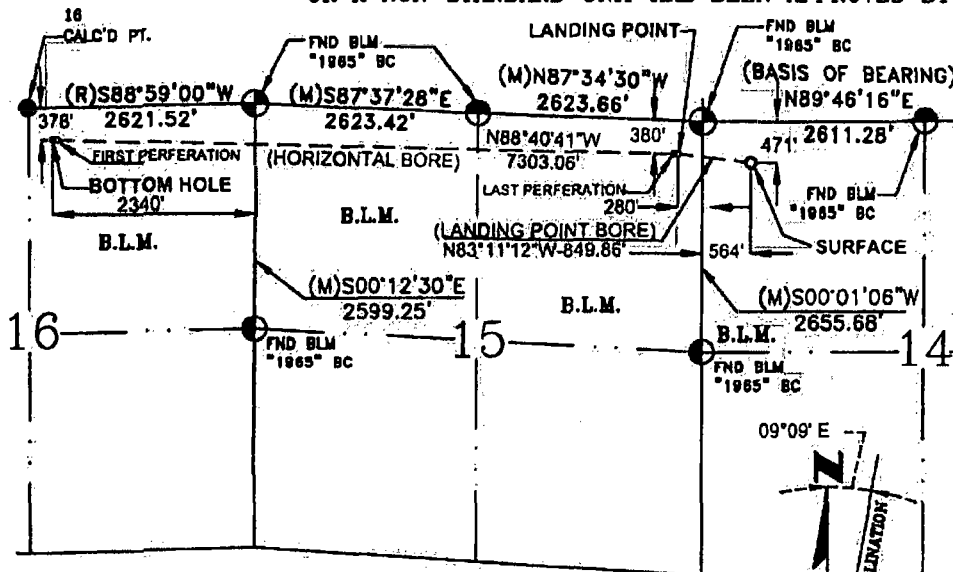 16
CALC'D PT.
FND BLM
"1965" BC
LANDING POINT
FND BLM
"1965" BC
(R)S88°59'00"W
2621.52'
(M)S87°37'28"E
2623.42'
(M)N87°34'30"W
2623.66'
(BASIS OF BEARING)
N89°46'16"E
2611.28'
378'
FIRST PERFERATION
(HORIZONTAL BORE)
N88°40'41"W
7303.06'
380'
471'
BOTTOM HOLE
2340'
LAST PERFERATION
280'
FND BLM
"1965" BC
B.L.M.
B.L.M.
(LANDING POINT BORE)
N83°11'12"W-849.86'
564'
SURFACE
(M)S00°12'30"E
2599.25'
B.L.M.
(M)S00°01'06"W
2655.68'
16
FND BLM
"1965" BC
15
B.L.M.
14
FND BLM
"1965" BC
09°09' E
N